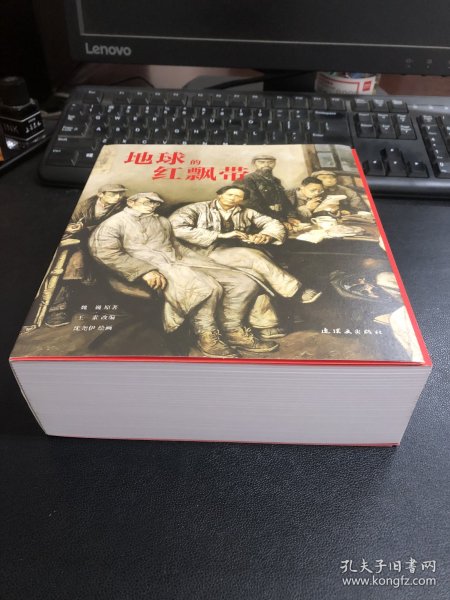 Lenovo
地球的
红飘带
魏巍 原著
王素 改编
沈尧伊 绘画
连环画出版社
孔夫子旧书网
www.kongfz.com